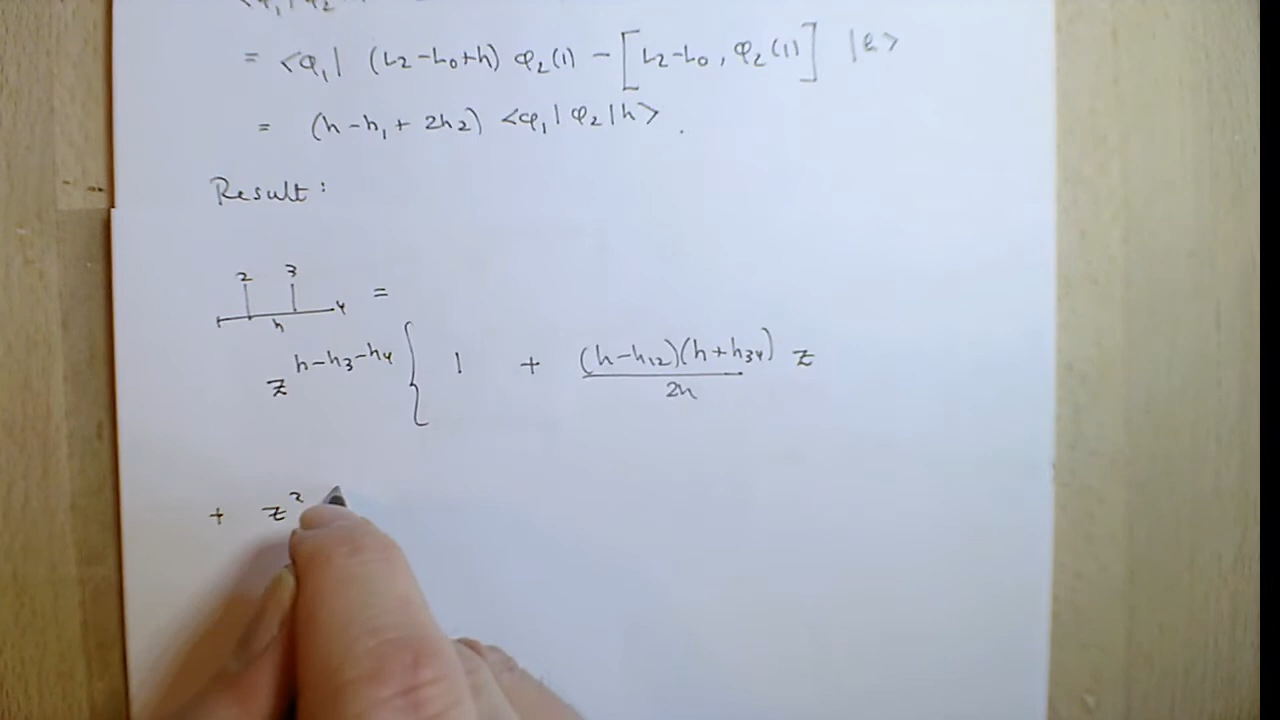 = <φ₁| (L₂-L₀+h) φ₂(1) - [L₂-L₀, φ₂(1)] |h>
= (h-h₁+2h₂) <φ₁|φ₂|h> .
Result:
2 3
4 =
h
z^{h-h₃-h₄} { 1 + \frac{(h-h₁₂)(h+h₃₄)}{2h} z
+ z²